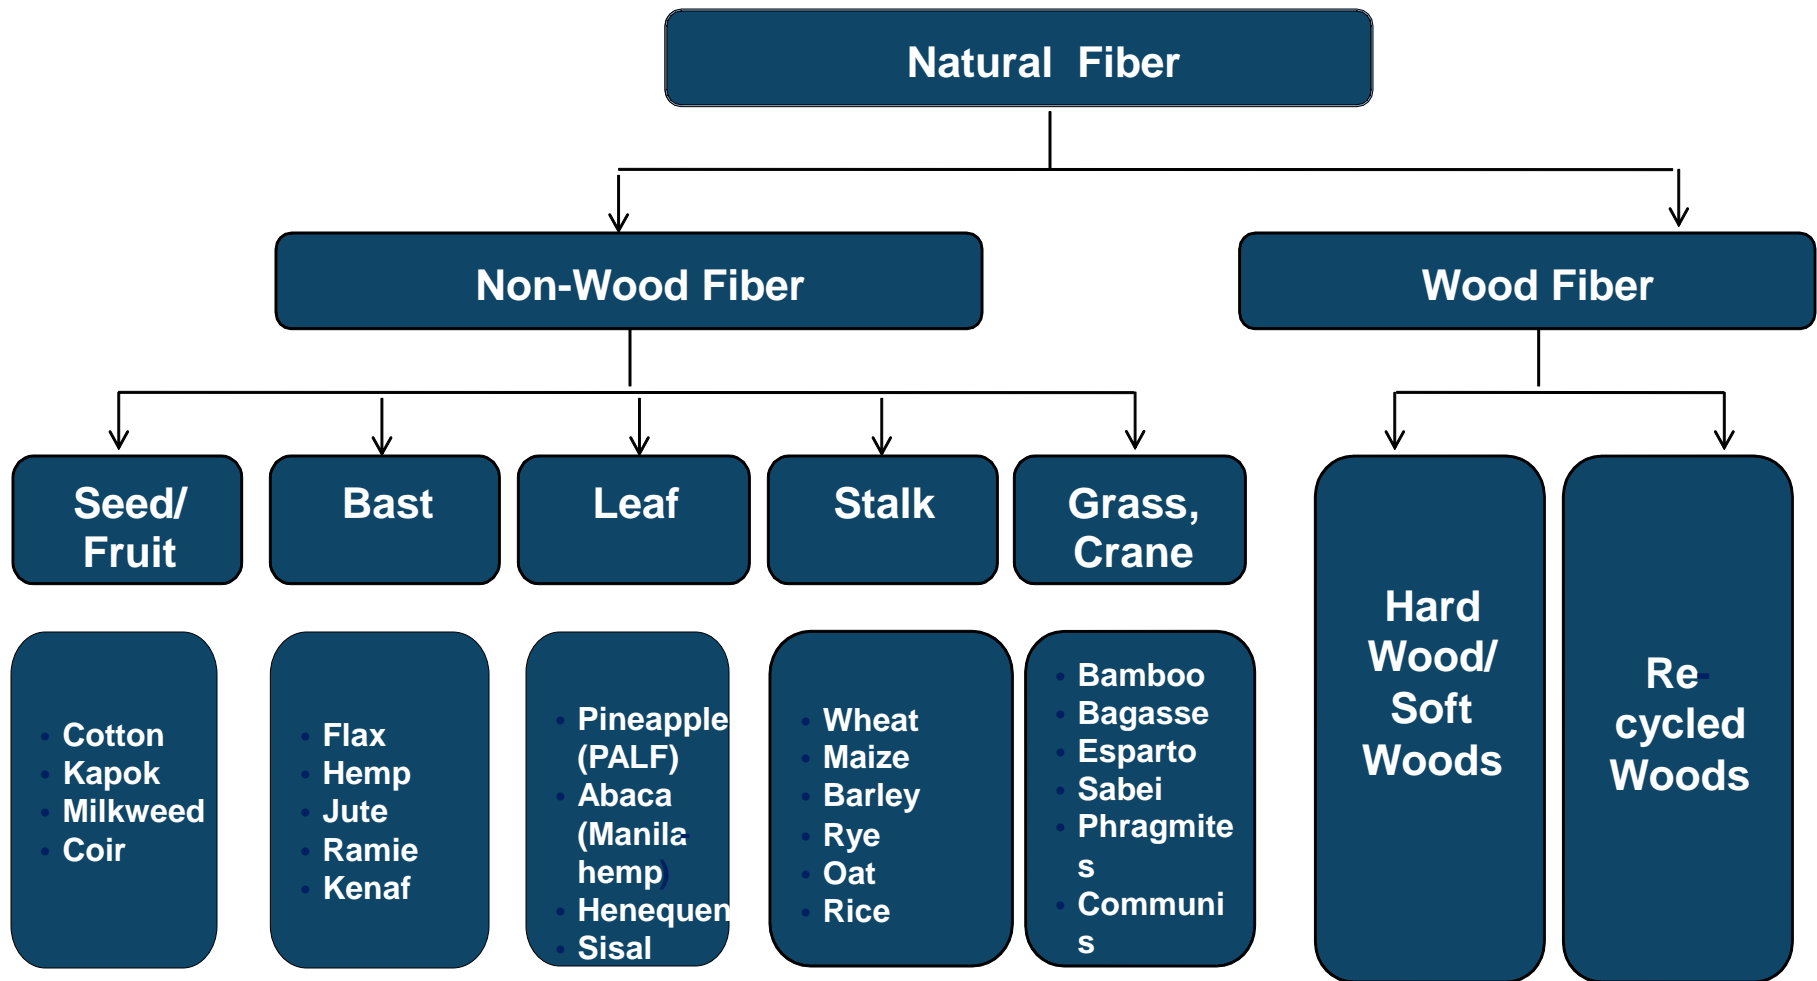 Natural Fiber
Non-Wood Fiber
Wood Fiber
Seed/
Fruit
Bast
Leaf
Stalk
Grass,
Crane
• Cotton
• Kapok
• Milkweed
• Coir
• Flax
• Hemp
• Jute
• Ramie
• Kenaf
• Pineapple
(PALF)
• Abaca
(Manila-
hemp)
• Henequen
• Sisal
• Wheat
• Maize
• Barley
• Rye
• Oat
• Rice
• Bamboo
• Bagasse
• Esparto
• Sabei
• Phragmite
s
• Communi
s
Hard
Wood/
Soft
Woods
Re-
cycled
Woods